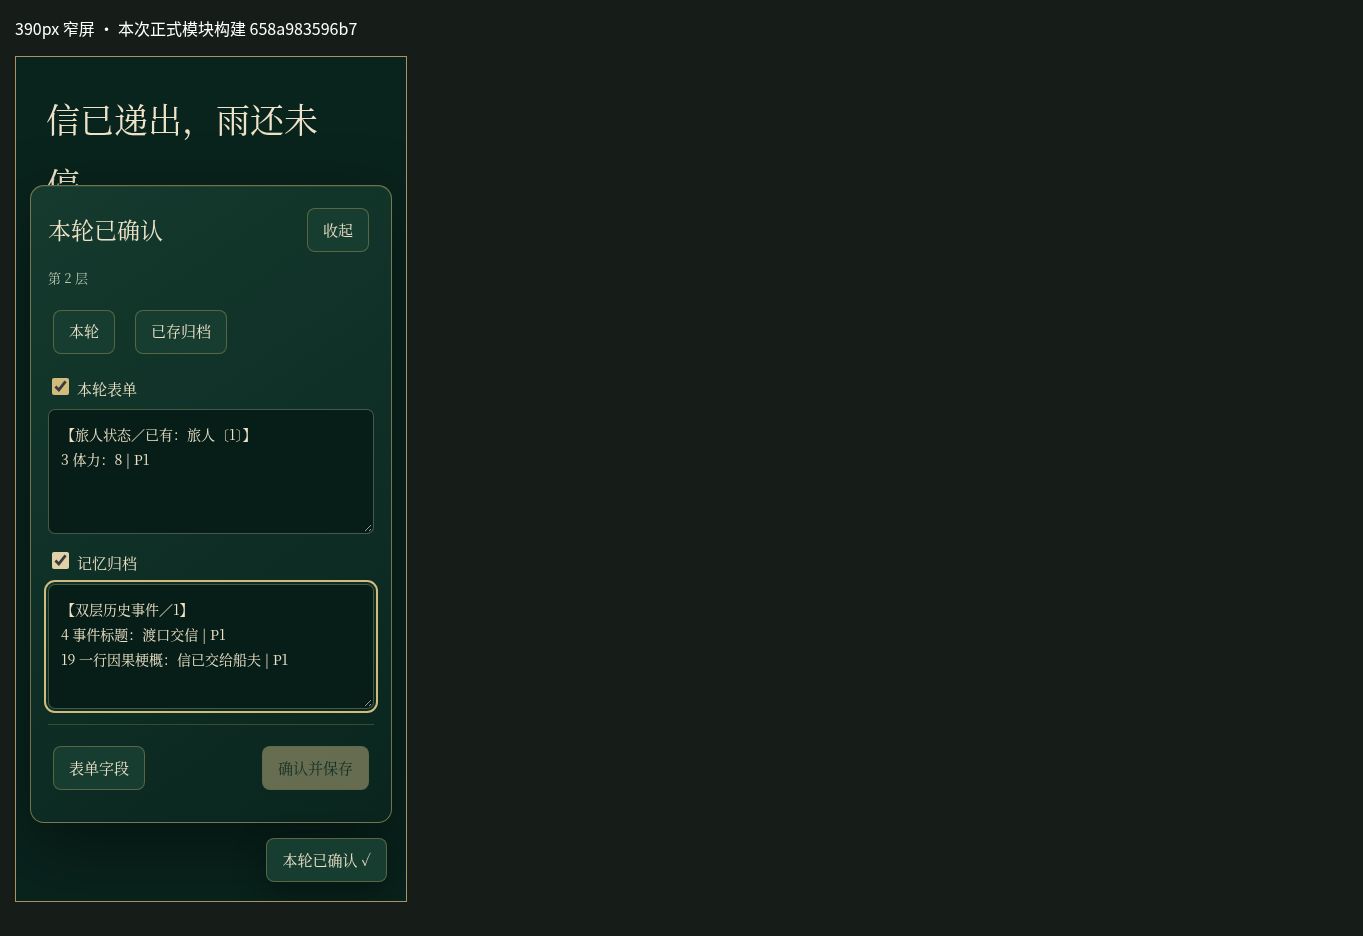 390px 窄屏 · 本次正式模块构建 658a983596b7
信已递出，雨还未
停
本轮已确认
收起
第 2 层
本轮
已存归档
本轮表单
【旅人状态／已有：旅人〔1〕】
3 体力：8 | P1
记忆归档
【双层历史事件／1】
4 事件标题：渡口交信 | P1
19 一行因果梗概：信已交给船夫 | P1
表单字段
确认并保存
本轮已确认 ✓